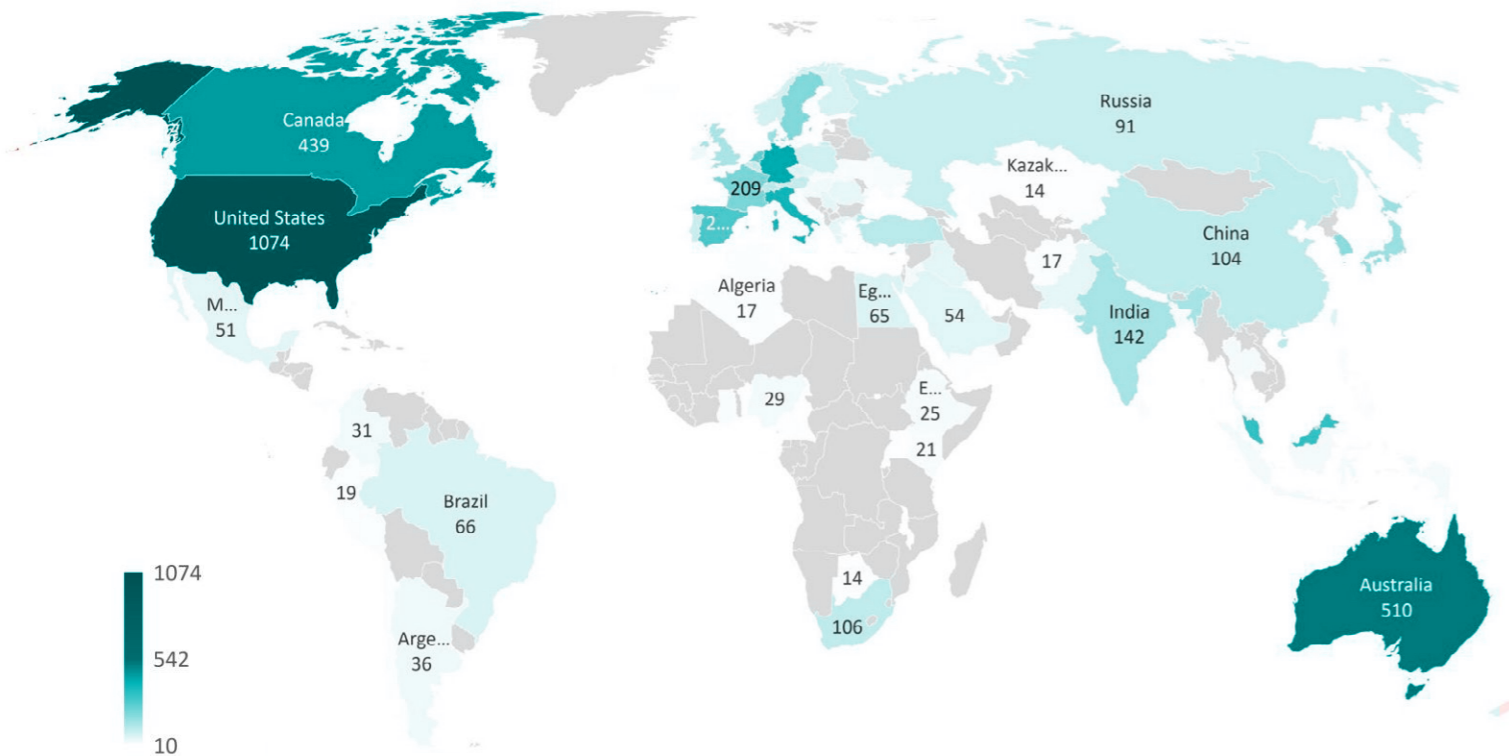 Canada
439
United States
1074
M...
51
31
19
Brazil
66
Arge...
36
209
2...
Algeria
17
Eg...
65
54
29
E...
25
21
14
106
Russia
91
Kazak...
14
17
China
104
India
142
Australia
510
1074
542
10